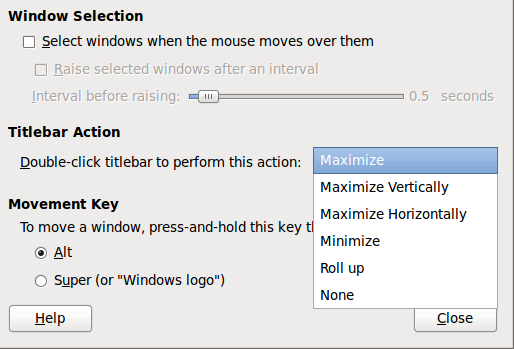 Window Selection
Select windows when the mouse moves over them
Raise selected windows after an interval
Interval before raising: 0.5 seconds
Titlebar Action
Double-click titlebar to perform this action: Maximize
Maximize Vertically
Maximize Horizontally
Minimize
Roll up
None
Movement Key
To move a window, press-and-hold this key
Alt
Super (or "Windows logo")
Help Close